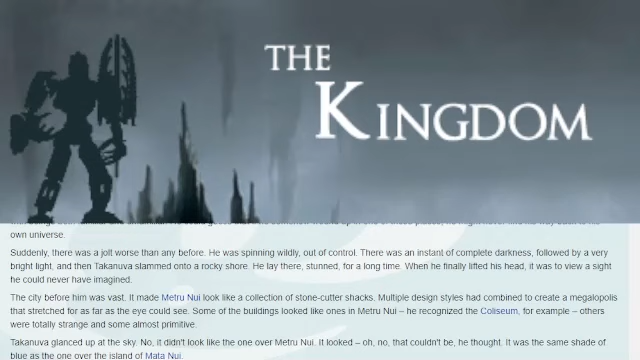 THE
KINGDOM
own universe.
Suddenly, there was a jolt worse than any before. He was spinning wildly, out of control. There was an instant of complete darkness, followed by a very
bright light, and then Takanuva slammed onto a rocky shore. He lay there, stunned, for a long time. When he finally lifted his head, it was to view a sight
he could never have imagined.
The city before him was vast. It made Metru Nui look like a collection of stone-cutter shacks. Multiple design styles had combined to create a megalopolis
that stretched for as far as the eye could see. Some of the buildings looked like ones in Metru Nui – he recognized the Coliseum, for example – others
were totally strange and some almost primitive.
Takanuva glanced up at the sky. No, it didn't look like the one over Metru Nui. It looked – oh, no, that couldn't be, he thought. It was the same shade of
blue as the one over the island of Mata Nui.